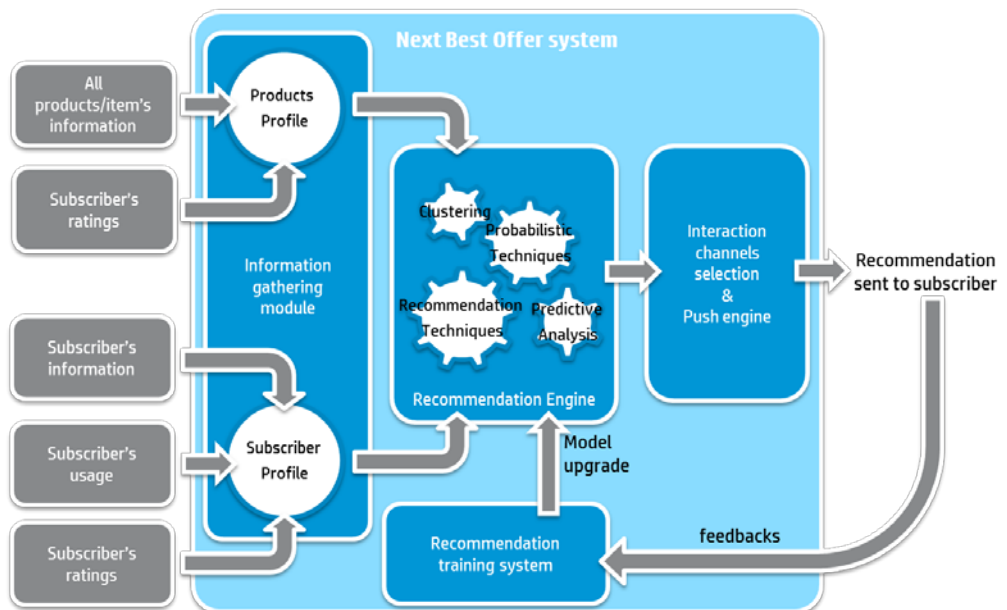 Next Best Offer system
All
products/item's
information
Subscriber's
ratings
Products
Profile
Information
gathering
module
Subscriber's
information
Subscriber's
usage
Subscriber's
ratings
Subscriber
Profile
Clustering
Probabilistic
Techniques
Recommendation
Techniques
Predictive
Analysis
Recommendation Engine
Interaction
channels
selection
&
Push engine
Recommendation
sent to subscriber
Model
upgrade
Recommendation
training system
feedbacks